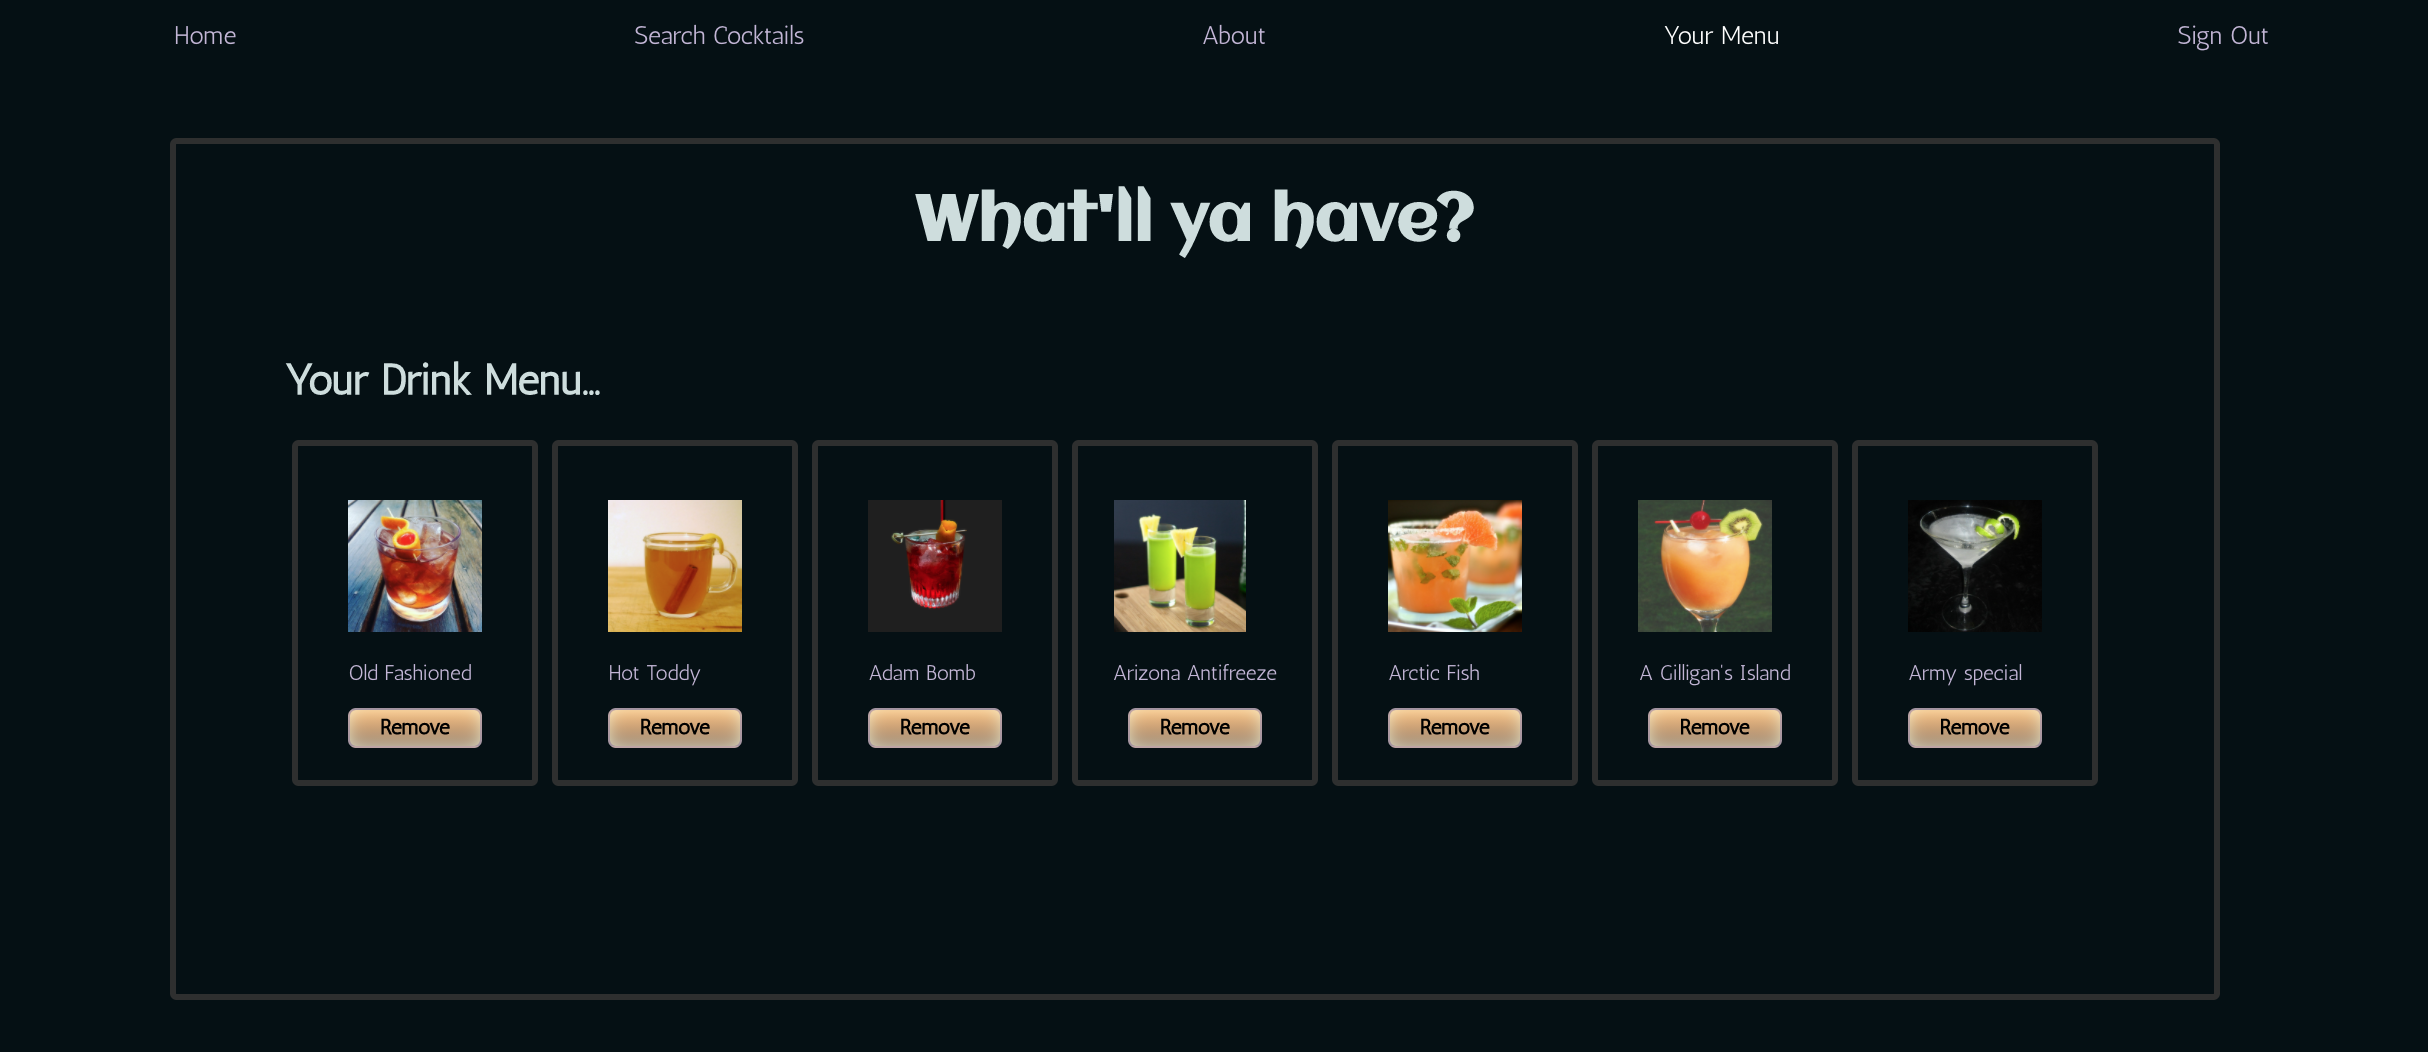 Home Search Cocktails About Your Menu Sign Out
What'll ya have?
Your Drink Menu...
Old Fashioned Hot Toddy Adam Bomb Arizona Antifreeze Arctic Fish A Gilligan's Island Army special
Remove Remove Remove Remove Remove Remove Remove